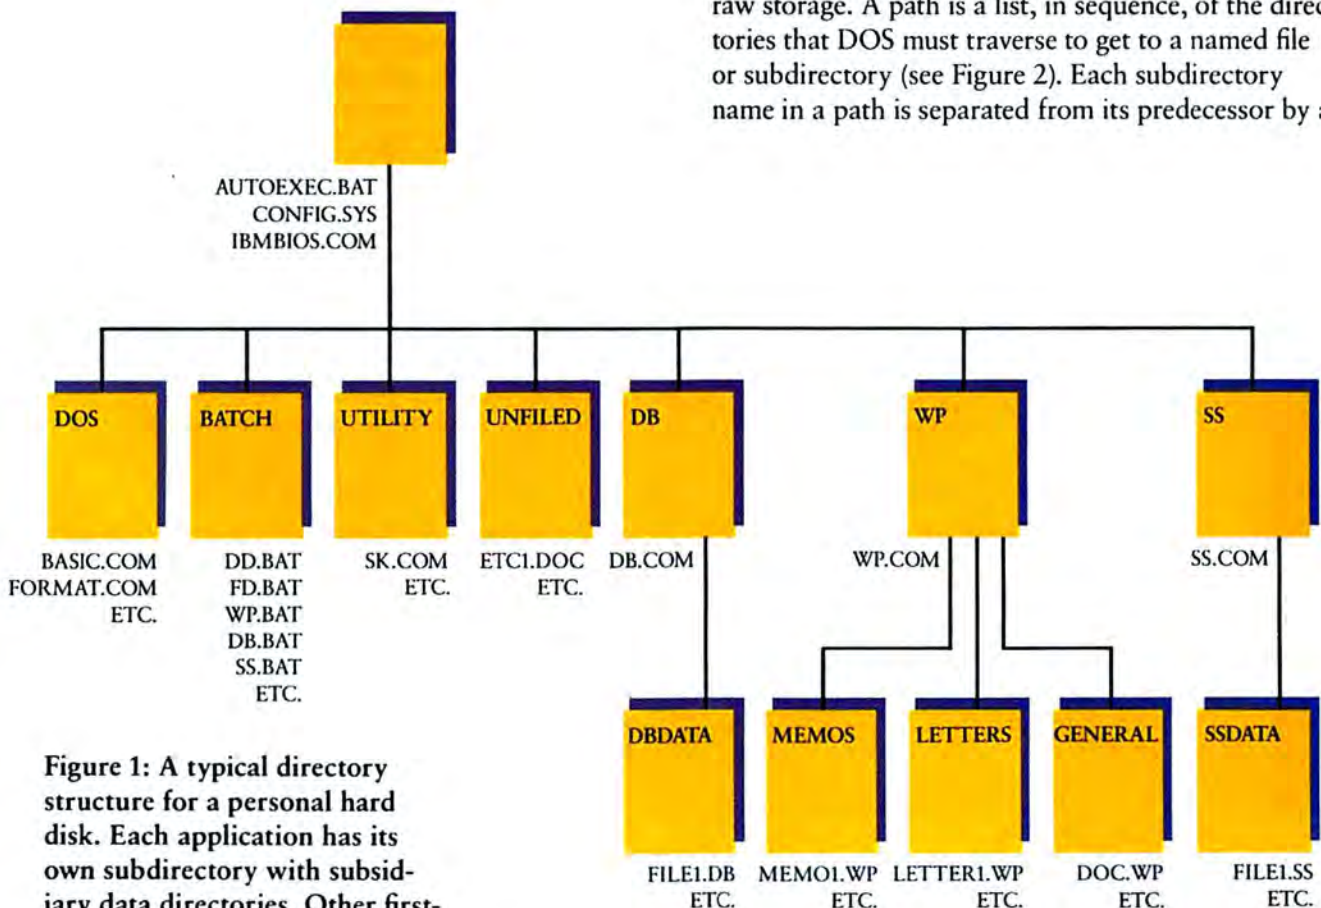 raw storage. A path is a list, in sequence, of the direc
tories that DOS must traverse to get to a named file
or subdirectory (see Figure 2). Each subdirectory
name in a path is separated from its predecessor by a
AUTOEXEC.BAT
CONFIG.SYS
IBMBIOS.COM
DOS
BATCH
UTILITY
UNFILED
DB
WP
SS
BASIC.COM
FORMAT.COM
ETC.
DD.BAT
FD.BAT
WP.BAT
DB.BAT
SS.BAT
ETC.
SK.COM
ETC.
ETC1.DOC
ETC.
DB.COM
WP.COM
SS.COM
DBDATA
MEMOS
LETTERS
GENERAL
SSDATA
FILE1.DB
ETC.
MEMO1.WP
ETC.
LETTER1.WP
ETC.
DOC.WP
ETC.
FILE1.SS
ETC.
Figure 1: A typical directory
structure for a personal hard
disk. Each application has its
own subdirectory with subsid-
iary data directories. Other first-